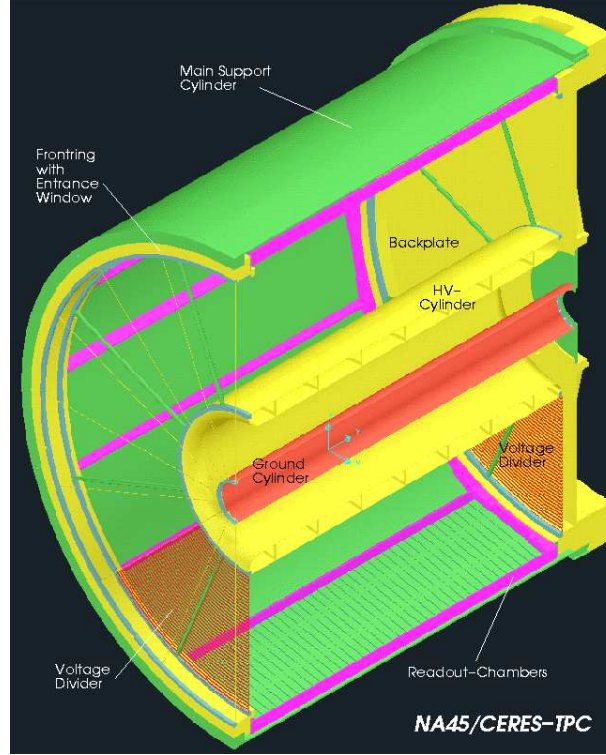 Main Support
Cylinder
Frontring
with
Entrance
Window
Backplate
HV-
Cylinder
Ground
Cylinder
Voltage
Divider
Voltage
Divider
Readout-Chambers
NA45/CERES-TPC